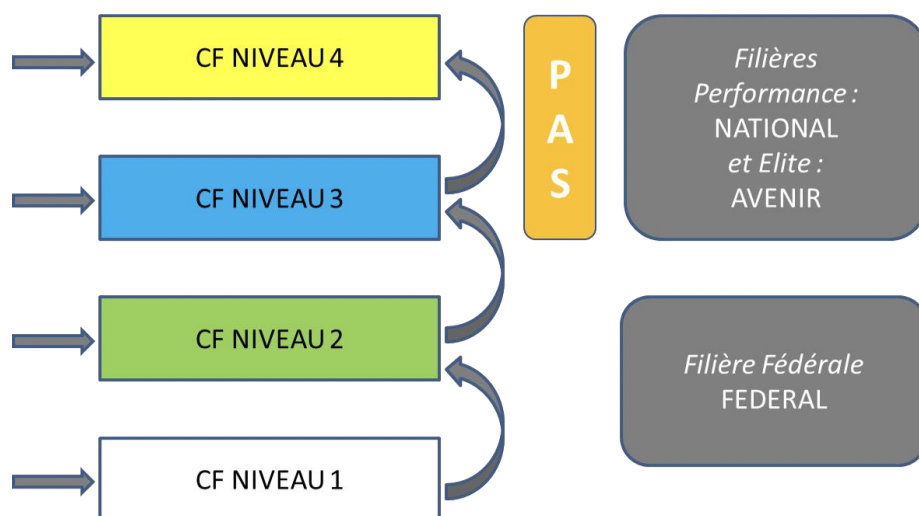 CF NIVEAU 4
CF NIVEAU 3
CF NIVEAU 2
CF NIVEAU 1
P
A
S
Filières
Performance :
NATIONAL
et Elite :
AVENIR
Filière Fédérale
FEDERAL